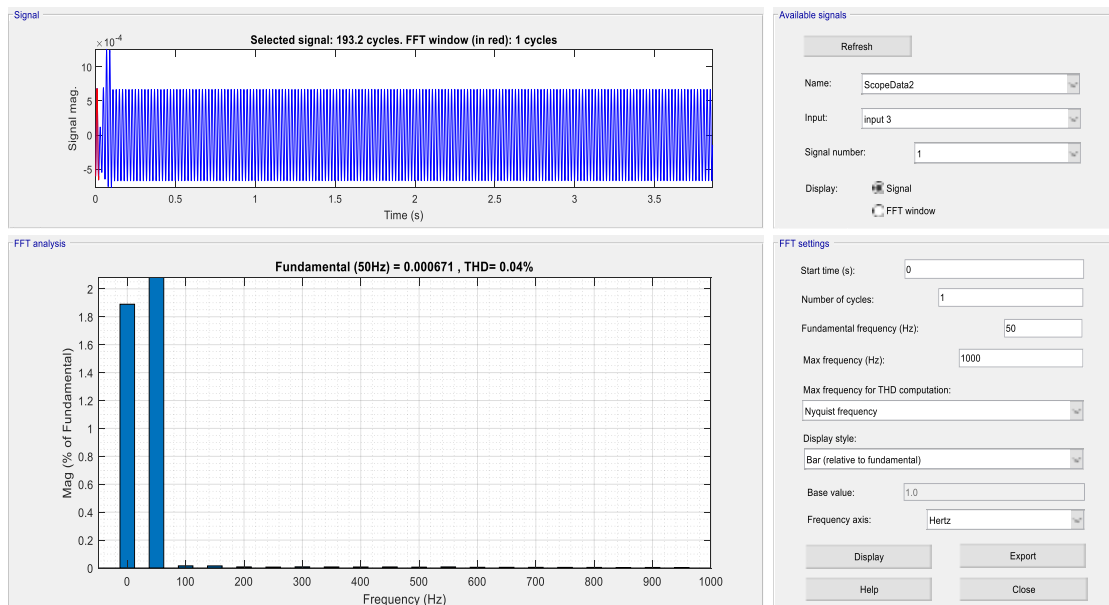 Signal
Selected signal: 193.2 cycles. FFT window (in red): 1 cycles
×10⁻⁴
10
5
0
-5
Signal mag.
0 0.5 1 1.5 2 2.5 3 3.5
Time (s)
Available signals
Refresh
Name: ScopeData2
Input: input 3
Signal number: 1
Display: Signal
FFT window
FFT analysis
Fundamental (50Hz) = 0.000671 , THD= 0.04%
2
1.8
1.6
1.4
1.2
1
0.8
0.6
0.4
0.2
0
Mag (% of Fundamental)
0 100 200 300 400 500 600 700 800 900 1000
Frequency (Hz)
FFT settings
Start time (s): 0
Number of cycles: 1
Fundamental frequency (Hz): 50
Max frequency (Hz): 1000
Max frequency for THD computation:
Nyquist frequency
Display style:
Bar (relative to fundamental)
Base value: 1.0
Frequency axis: Hertz
Display Export
Help Close